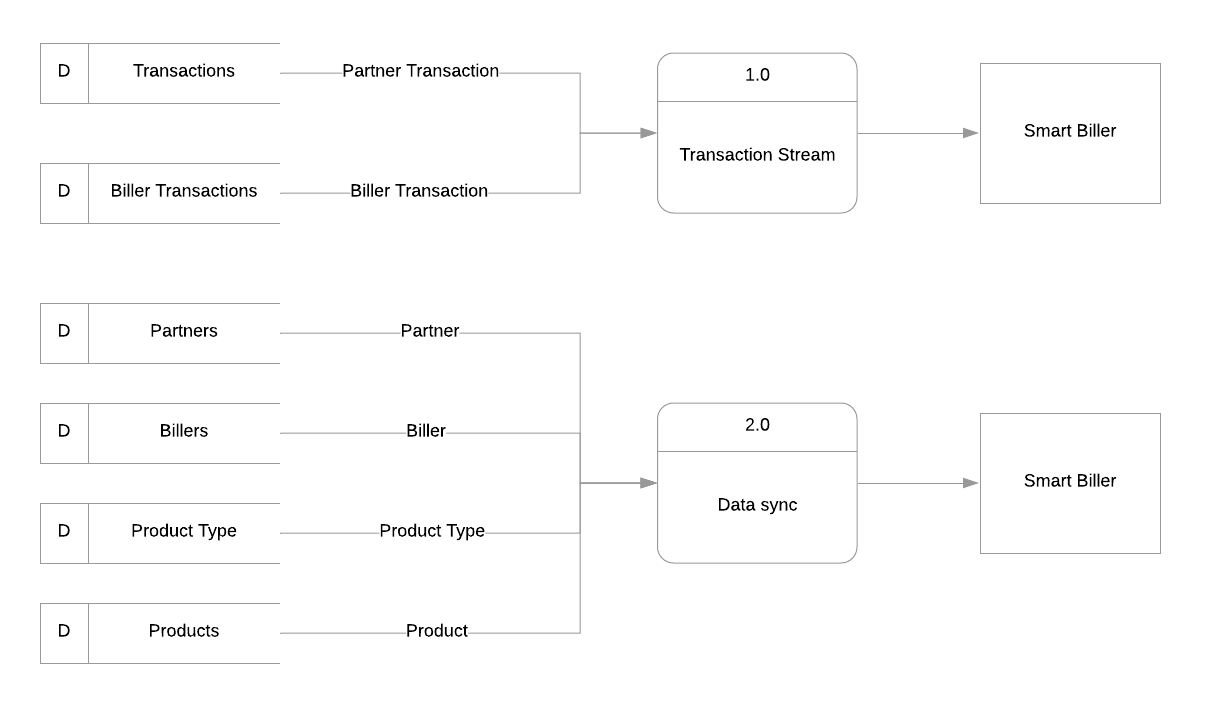 D
Transactions
Partner Transaction
1.0
Transaction Stream
Smart Biller
D
Biller Transactions
Biller Transaction
D
Partners
Partner
D
Billers
Biller
2.0
Data sync
Smart Biller
D
Product Type
Product Type
D
Products
Product